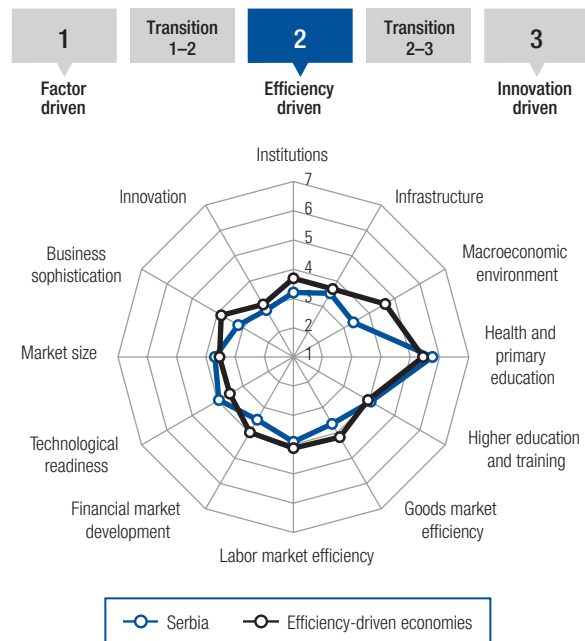 1
Transition
1–2
2
Transition
2–3
3
Factor
driven
Efficiency
driven
Innovation
driven
Institutions
Infrastructure
Macroeconomic
environment
Health and
primary
education
Higher education
and training
Goods market
efficiency
Labor market efficiency
Financial market
development
Technological
readiness
Market size
Business
sophistication
Innovation
7
6
5
4
3
2
1
Serbia
Efficiency-driven economies